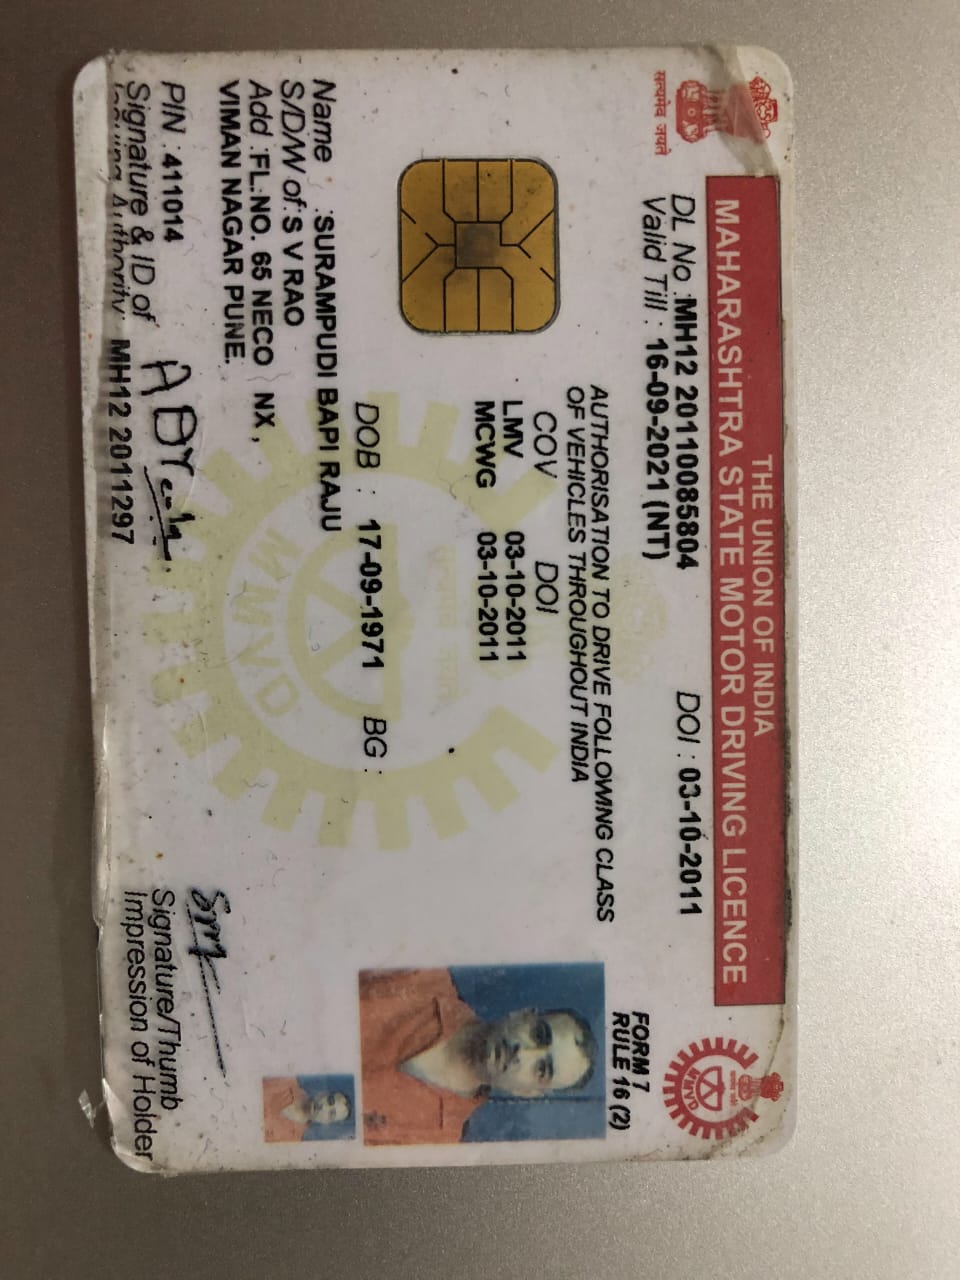 THE UNION OF INDIA
MAHARASHTRA STATE MOTOR DRIVING LICENCE
सत्यमेव जयते
DL No :MH12 20110085804 DOI : 03-10-2011
Valid Till : 16-09-2021 (NT)
FORM 7
RULE 16 (2)
AUTHORISATION TO DRIVE FOLLOWING CLASS
OF VEHICLES THROUGHOUT INDIA
COV DOI
LMV 03-10-2011
MCWG 03-10-2011
DOB : 17-09-1971 BG :
Name :SURAMPUDI BAPI RAJU
S/D/W of :S V RAO
Add :FL.NO. 65 NECO NX ,
VIMAN NAGAR PUNE.
PIN :411014
Signature & ID of
Issuing Authority: MH12 2011297
Signature/Thumb
Impression of Holder
MMVD